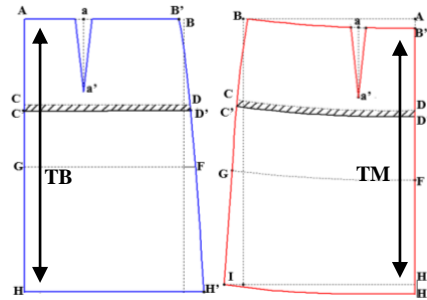 A a B' B
a'
C D
C' D'
G F
TB
H H'
B a A
B'
a'
C D
C' D
G F
TM
I H
H